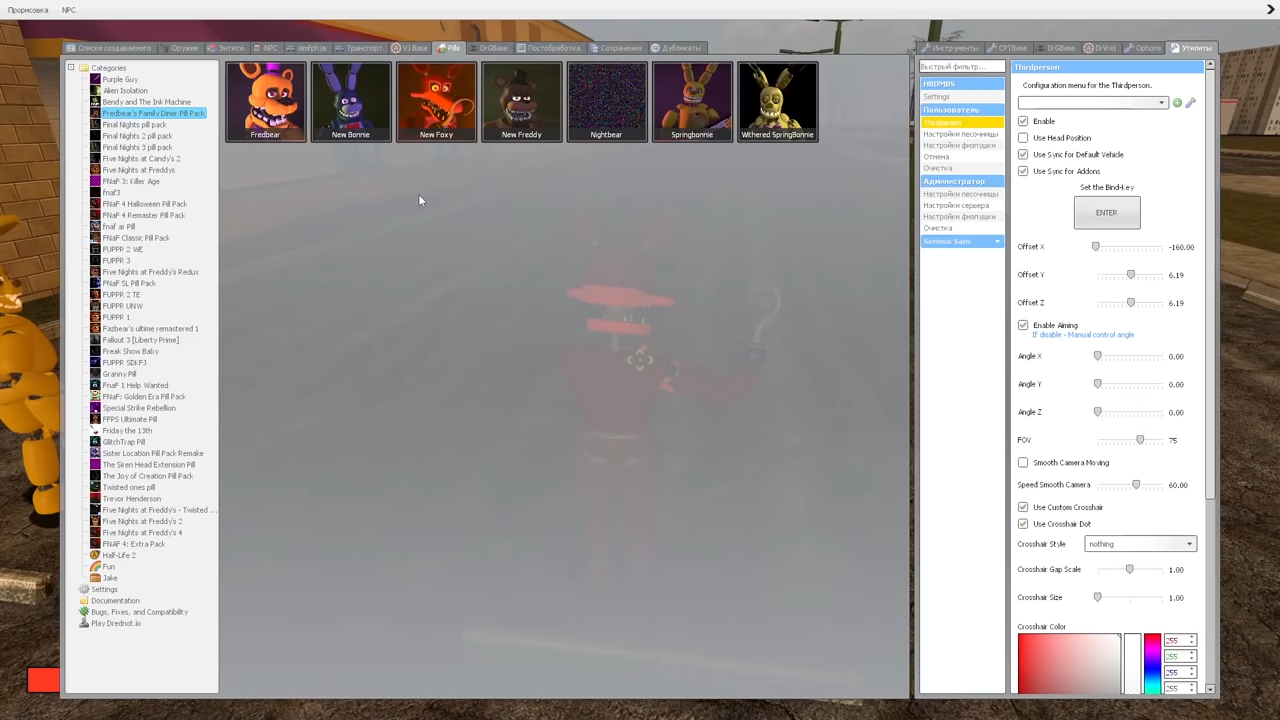 Прорисовка NPC
Списки создаваемого Оружие Энтити NPC simfphys Транспорт VJ Base Pills DrGBase Постобработка Сохранения Дубликаты
Categories
Purple Guy
Alien Isolation
Bendy and The Ink Machine
Fredbear's Family Diner Pill Pack
Final Nights pill pack
Final Nights 2 pill pack
Final Nights 3 pill pack
Five Nights at Candy's 2
Five Nights at Freddys
FNaF 3: Killer Age
fnaf3
FNAF 4 Halloween Pill Pack
FNAF 4 Remaster Pill Pack
fnaf ar Pill
FNaF Classic Pill Pack
FUPPR 2 WE
FUPPR 3
Five Nights at Freddy's Redux
FNaF SL Pill Pack
FUPPR 2 TE
FUPPR UNW
FUPPR 1
Fazbear's ultime remastered 1
Fallout 3 [Liberty Prime]
Freak Show Baby
FUPPR SD&FJ
Granny Pill
FnaF 1 Help Wanted
FNaF: Golden Era Pill Pack
Special Strike Rebellion
FFPS Ultimate Pill
Friday the 13th
GlitchTrap Pill
Sister Location Pill Pack Remake
The Siren Head Extension Pill
The Joy of Creation Pill Pack
Twisted ones pill
Trevor Henderson
Five Nights at Freddy's - Twisted ...
Five Nights at Freddy's 2
Five Nights at Freddy's 4
FNAF 4: Extra Pack
Half-Life 2
Fun
Jake
Settings
Documentation
Bugs, Fixes, and Compatibility
Play Drednot.io
Fredbear
New Bonnie
New Foxy
New Freddy
Nightbear
Springbonnie
Withered SpringBonnie
Инструменты CPTBase DrGBase DrVrej Options Утилиты
Быстрый фильтр...
HBOMBS
Settings
Пользователь
Thirdperson
Настройки песочницы
Настройки физпушки
Отмена
Очистка
Администратор
Настройки песочницы
Настройки сервера
Настройки физпушки
Очистка
Serious Sam
Thirdperson
Configuration menu for the Thirdperson.
Enable
Use Head Position
Use Sync for Default Vehicle
Use Sync for Addons
Set the Bind-Key
ENTER
Offset X -160.00
Offset Y 6.19
Offset Z 6.19
Enable Aiming
If disable - Manual control angle
Angle X 0.00
Angle Y 0.00
Angle Z 0.00
FOV 75
Smooth Camera Moving
Speed Smooth Camera 60.00
Use Custom Crosshair
Use Crosshair Dot
Crosshair Style nothing
Crosshair Gap Scale 1.00
Crosshair Size 1.00
Crosshair Color
255
255
255
255